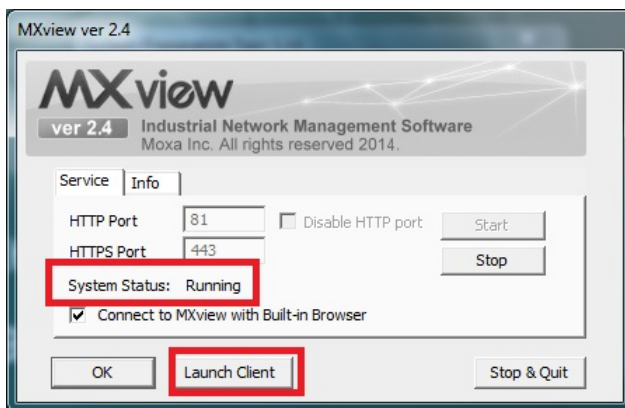 MXview ver 2.4
MXview
ver 2.4 Industrial Network Management Software
Moxa Inc. All rights reserved 2014.
Service Info
HTTP Port 81 Disable HTTP port Start
HTTPS Port 443 Stop
System Status: Running
Connect to MXview with Built-in Browser
OK Launch Client Stop & Quit